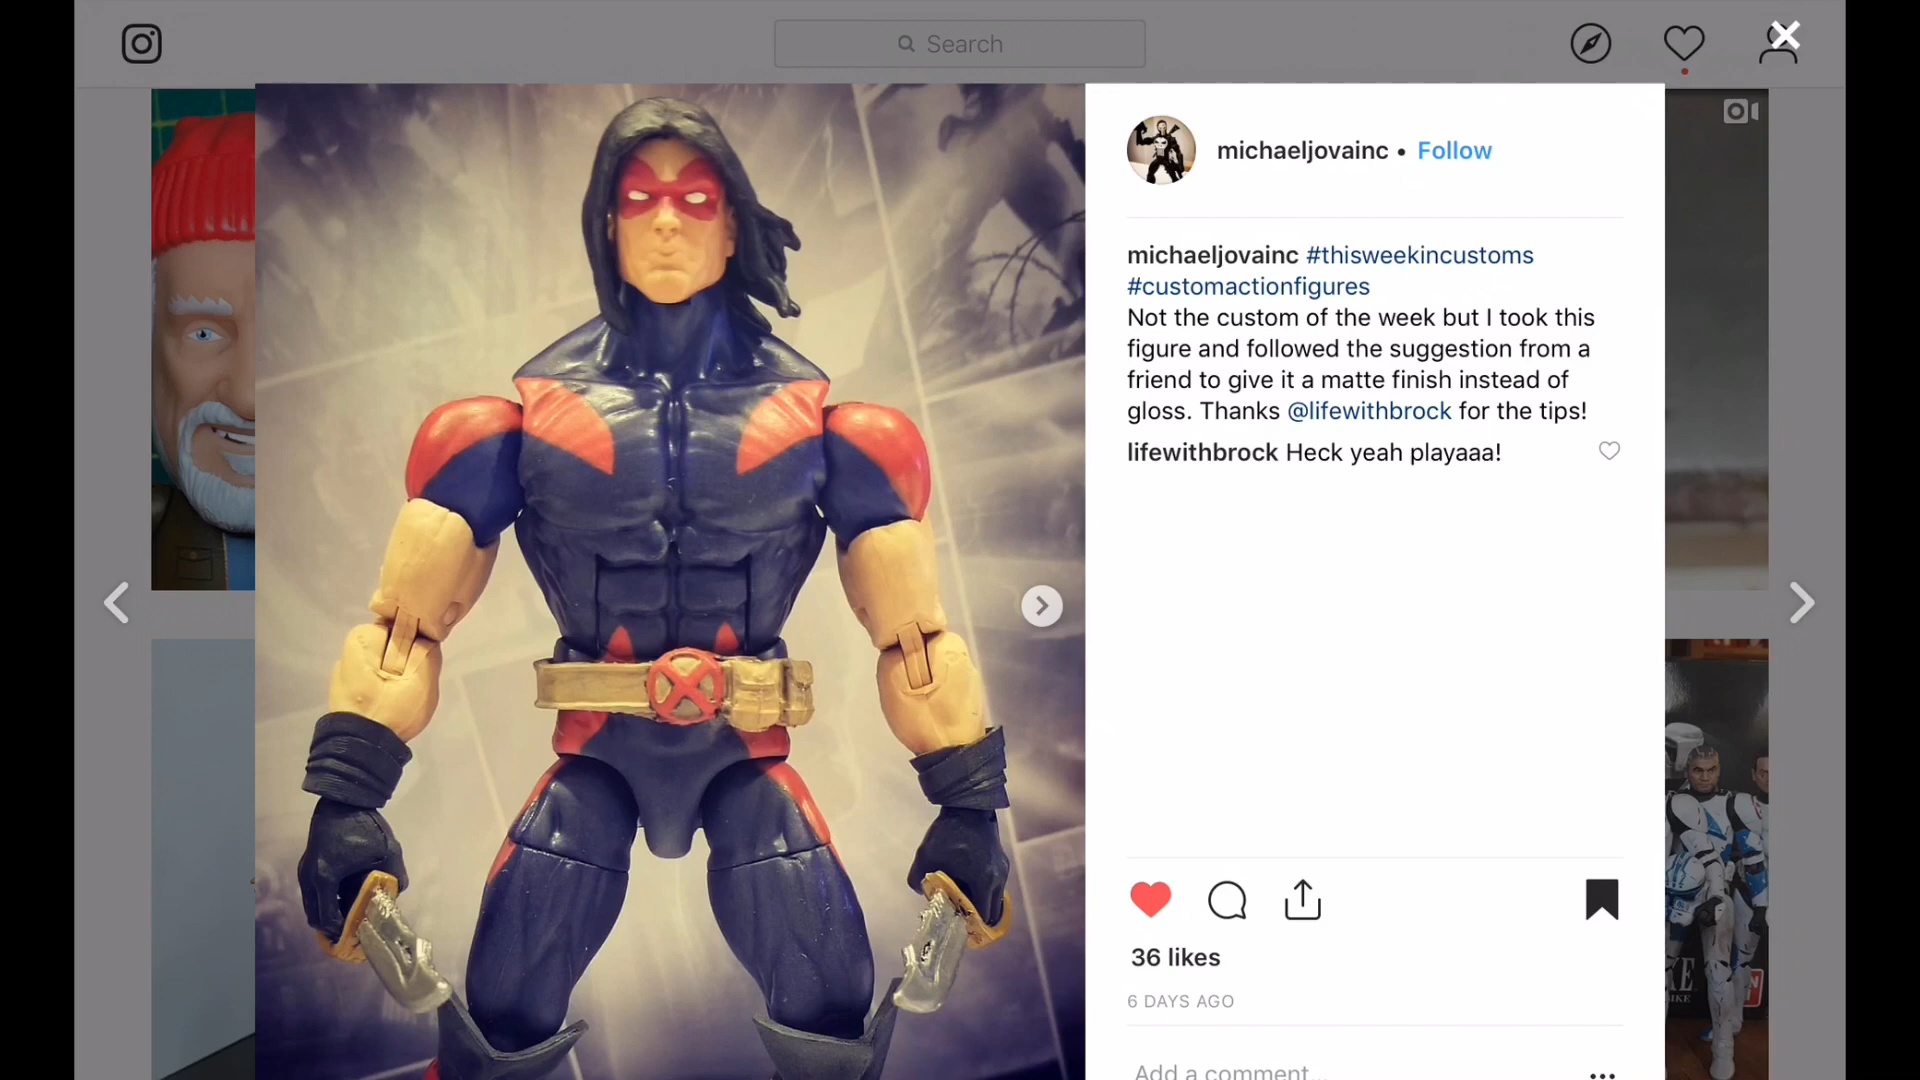 Search
michaeljovainc • Follow
michaeljovainc #thisweekincustoms
#customactionfigures
Not the custom of the week but I took this
figure and followed the suggestion from a
friend to give it a matte finish instead of
gloss. Thanks @lifewithbrock for the tips!
lifewithbrock Heck yeah playaaa!
36 likes
6 DAYS AGO
Add a comment...